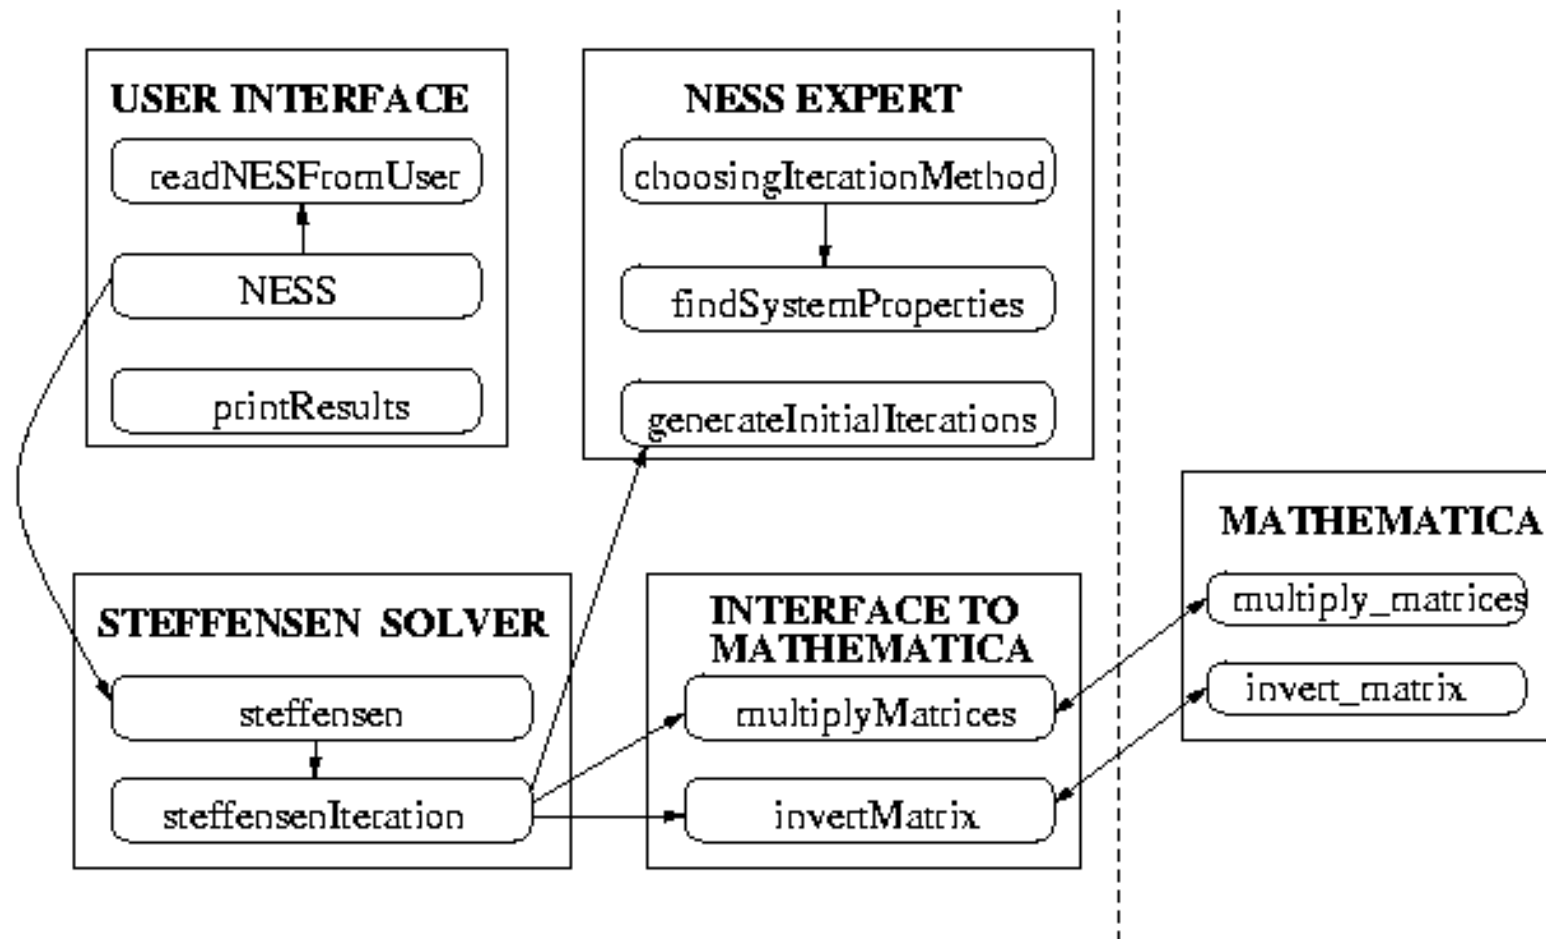 USER INTERFACE
readNESFromUser
NESS
printResults
NESS EXPERT
choosingIterationMethod
findSystemProperties
generateInitialIterations
STEFFENSEN SOLVER
steffensen
steffensenIteration
INTERFACE TO
MATHEMATICA
multiplyMatrices
invertMatrix
MATHEMATICA
multiply_matrices
invert_matrix